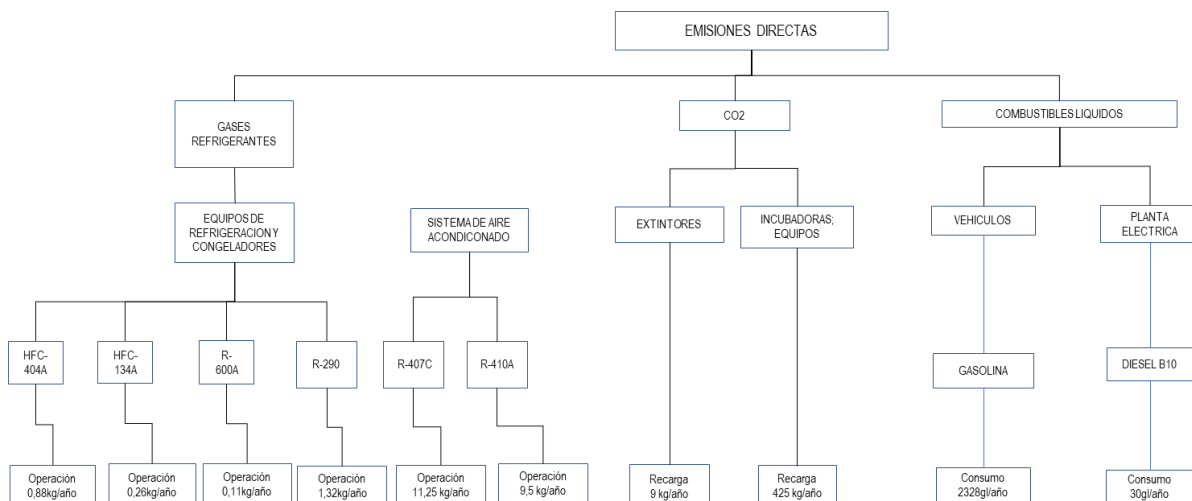 EMISIONES DIRECTAS
GASES
REFRIGERANTES
CO2
COMBUSTIBLES LIQUIDOS
EQUIPOS DE
REFRIGERACION Y
CONGELADORES
SISTEMA DE AIRE
ACONDICONADO
EXTINTORES
INCUBADORAS;
EQUIPOS
VEHICULOS
PLANTA
ELECTRICA
HFC-
404A
HFC-
134A
R-
600A
R-290
R-407C
R-410A
GASOLINA
DIESEL B10
Operación
0,88kg/año
Operación
0,26kg/año
Operación
0,11kg/año
Operación
1,32kg/año
Operación
11,25 kg/año
Operación
9,5 kg/año
Recarga
9 kg/año
Recarga
425 kg/año
Consumo
2328gl/año
Consumo
30gl/año